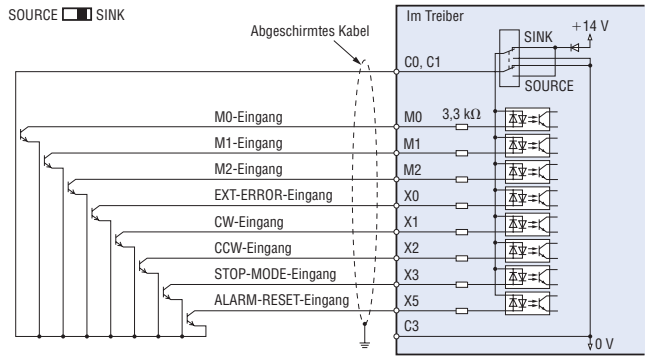 SOURCE SINK
Abgeschirmtes Kabel
Im Treiber
+14 V
SINK
C0, C1
SOURCE
M0-Eingang M0 3,3 kΩ
M1-Eingang M1
M2-Eingang M2
EXT-ERROR-Eingang X0
CW-Eingang X1
CCW-Eingang X2
STOP-MODE-Eingang X3
ALARM-RESET-Eingang X5
C3
0 V